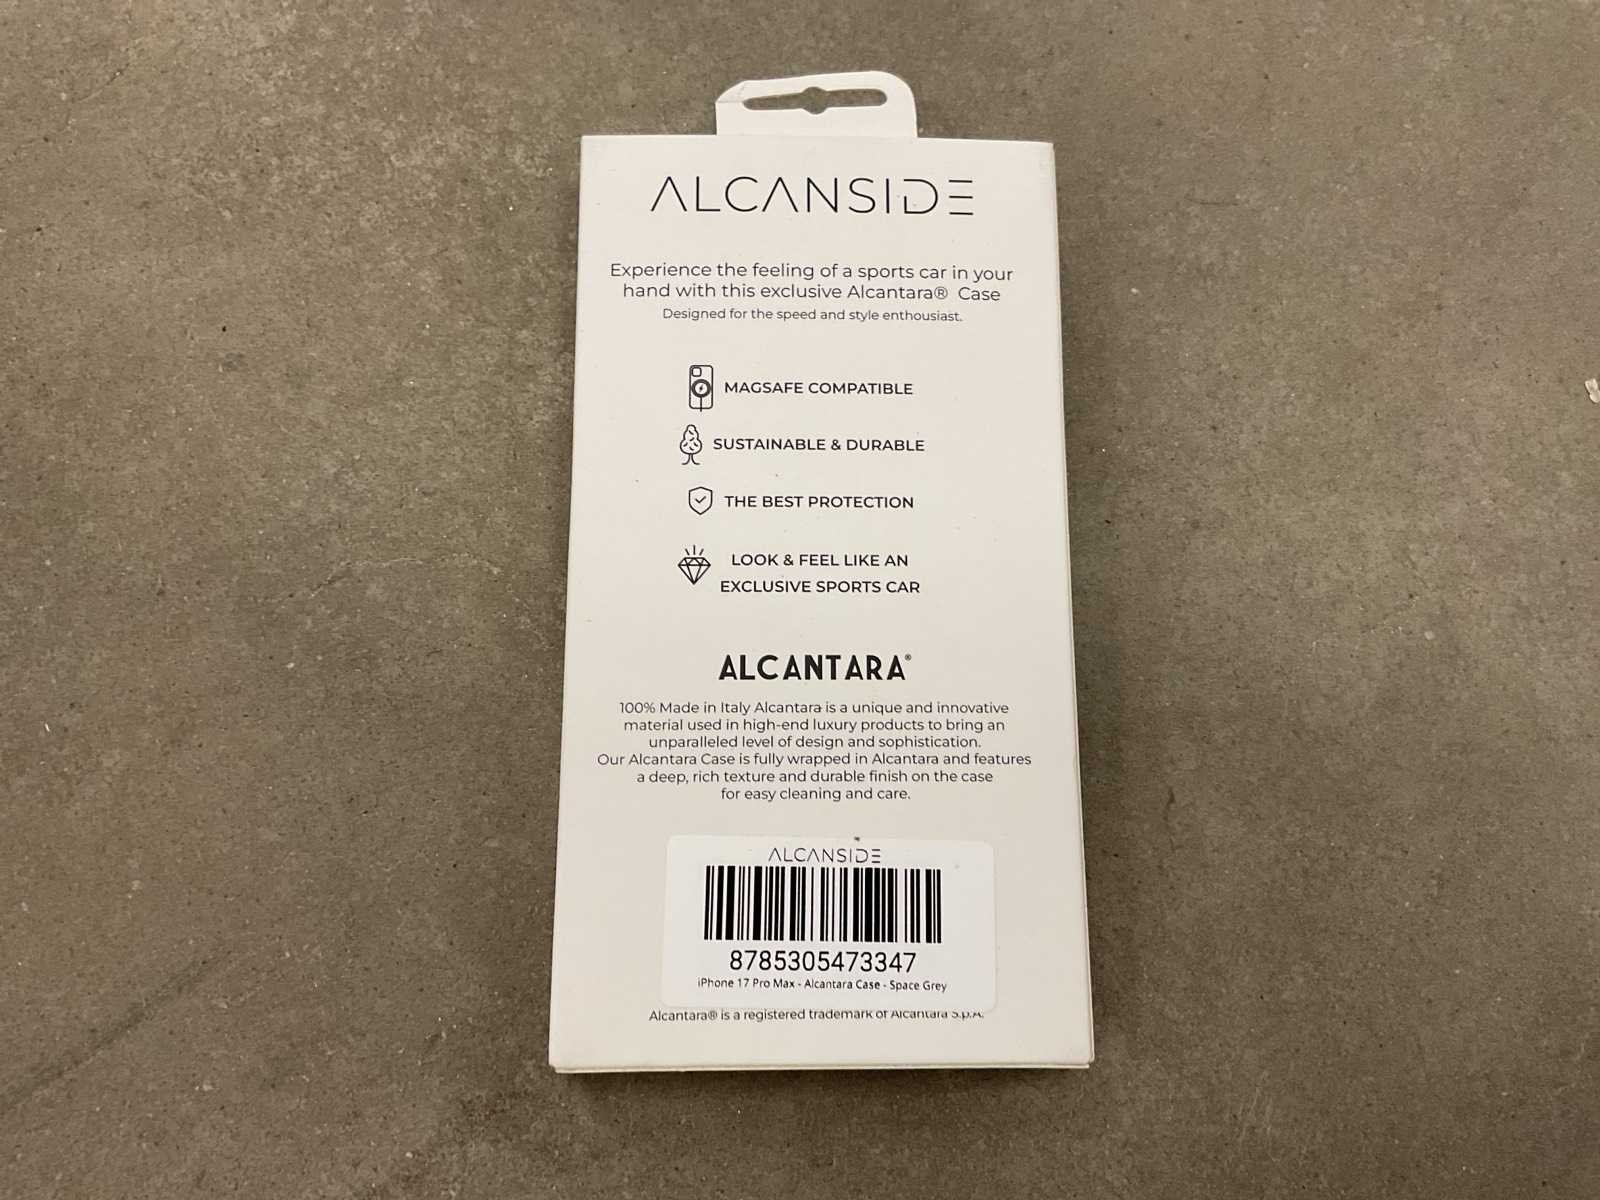 ALCANSIDE
Experience the feeling of a sports car in your
hand with this exclusive Alcantara® Case
Designed for the speed and style enthousiast.
MAGSAFE COMPATIBLE
SUSTAINABLE & DURABLE
THE BEST PROTECTION
LOOK & FEEL LIKE AN
EXCLUSIVE SPORTS CAR
ALCANTARA®
100% Made in Italy Alcantara is a unique and innovative
material used in high-end luxury products to bring an
unparalleled level of design and sophistication.
Our Alcantara Case is fully wrapped in Alcantara and features
a deep, rich texture and durable finish on the case
for easy cleaning and care.
ALCANSIDE
8785305473347
iPhone 17 Pro Max - Alcantara Case - Space Grey
Alcantara® is a registered trademark of Alcantara S.p.A.